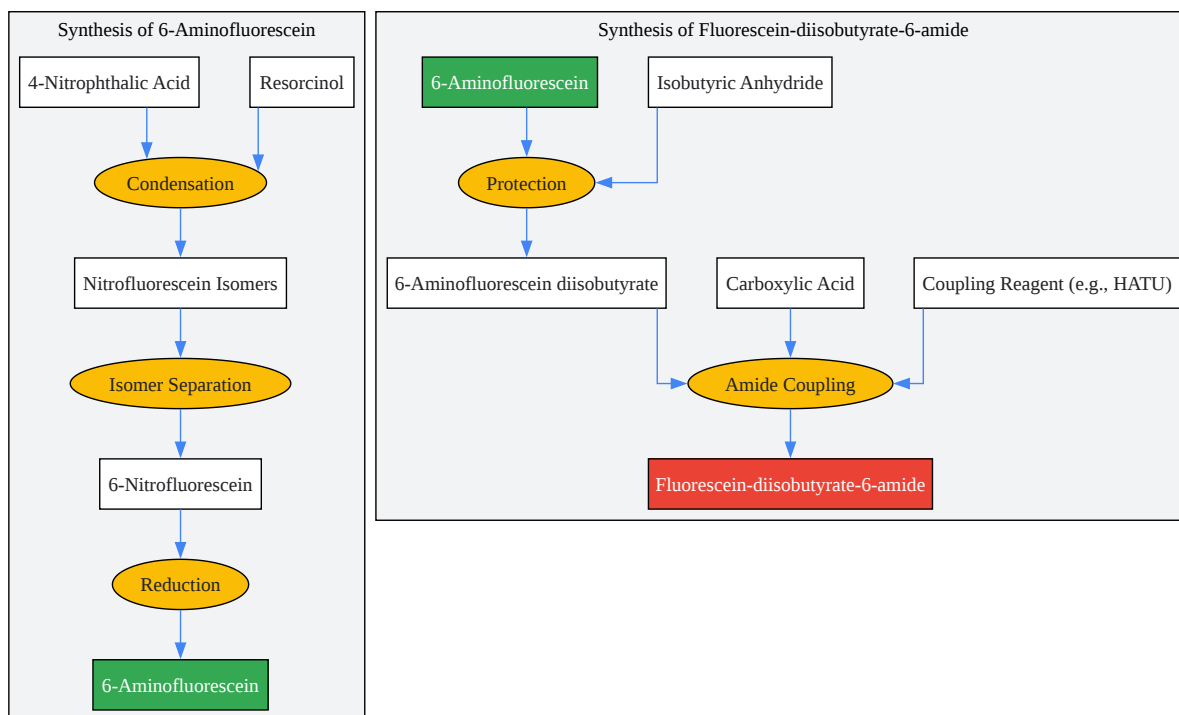 Synthesis of 6-Aminofluorescein
4-Nitrophthalic Acid
Resorcinol
Condensation
Nitrofluorescein Isomers
Isomer Separation
6-Nitrofluorescein
Reduction
6-Aminofluorescein
Synthesis of Fluorescein-diisobutyrate-6-amide
6-Aminofluorescein
Isobutyric Anhydride
Protection
6-Aminofluorescein diisobutyrate
Carboxylic Acid
Coupling Reagent (e.g., HATU)
Amide Coupling
Fluorescein-diisobutyrate-6-amide